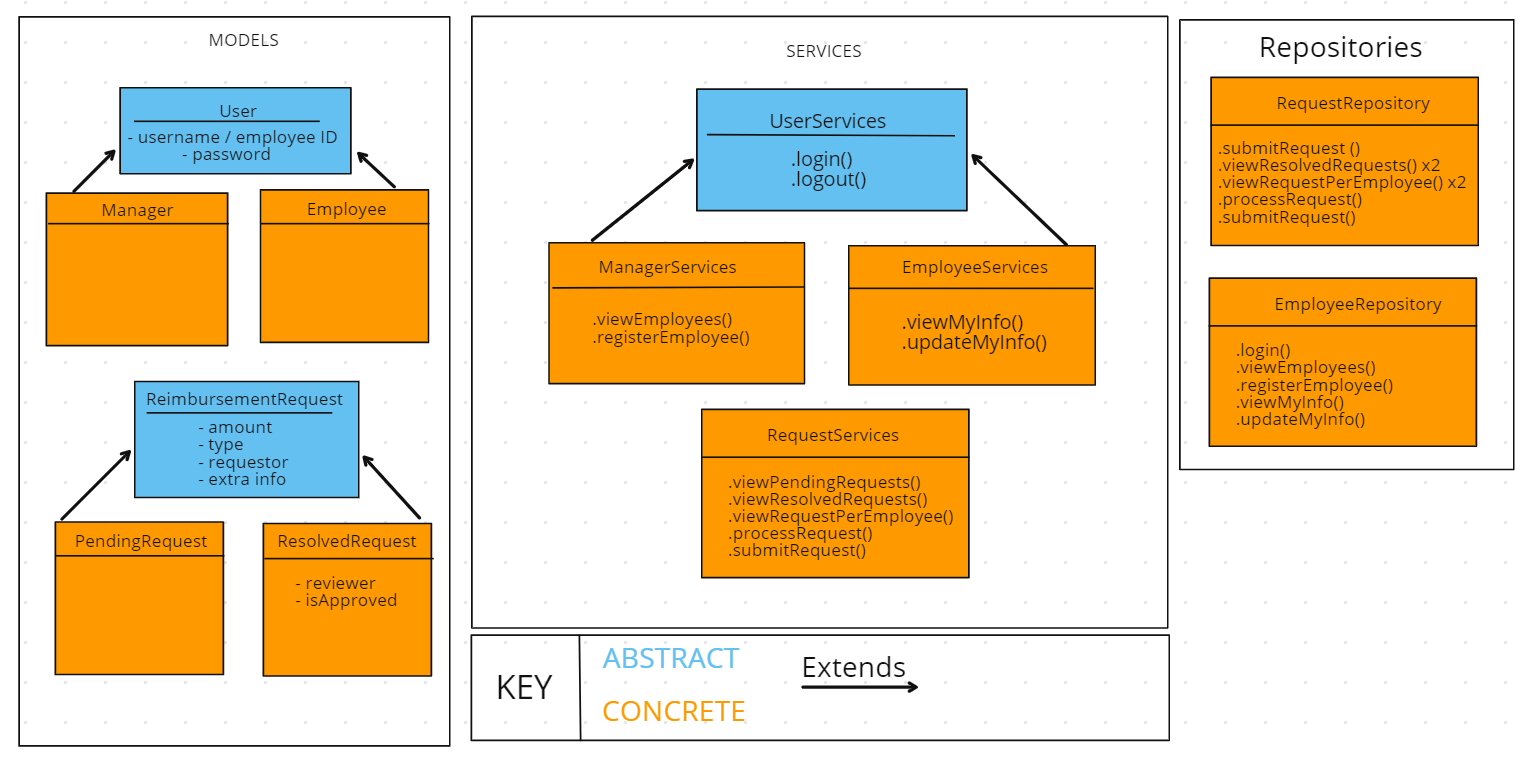 MODELS
User
- username / employee ID
- password
Manager
Employee
ReimbursementRequest
- amount
- type
- requestor
- extra info
PendingRequest
ResolvedRequest
- reviewer
- isApproved
SERVICES
UserServices
.login()
.logout()
ManagerServices
.viewEmployees()
.registerEmployee()
EmployeeServices
.viewMyInfo()
.updateMyInfo()
RequestServices
.viewPendingRequests()
.viewResolvedRequests()
.viewRequestPerEmployee()
.processRequest()
.submitRequest()
KEY
ABSTRACT
CONCRETE
Extends
Repositories
RequestRepository
.submitRequest ()
.viewResolvedRequests() x2
.viewRequestPerEmployee() x2
.processRequest()
.submitRequest()
EmployeeRepository
.login()
.viewEmployees()
.registerEmployee()
.viewMyInfo()
.updateMyInfo()